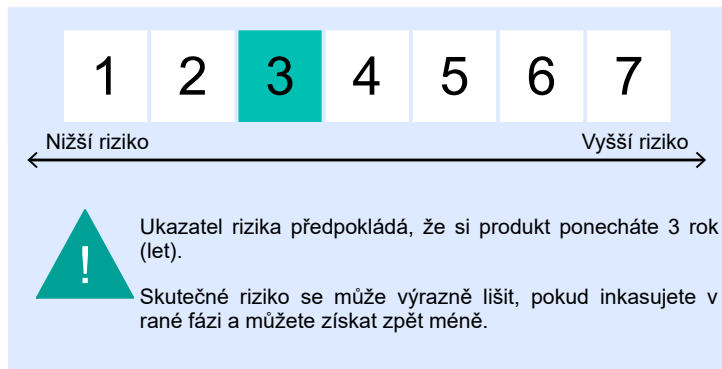 1 2 3 4 5 6 7
Nižší riziko Vyšší riziko
! Ukazatel rizika předpokládá, že si produkt ponecháte 3 rok
(let).
Skutečné riziko se může výrazně lišit, pokud inkasujete v
rané fázi a můžete získat zpět méně.